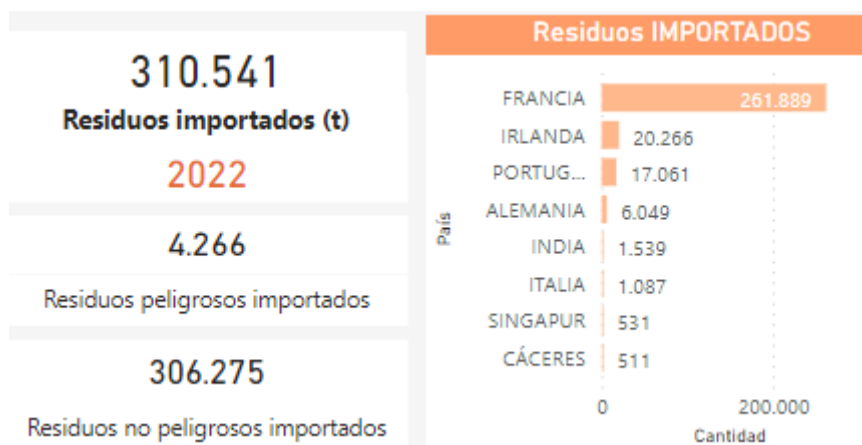 310.541
Residuos importados (t)
2022
4.266
Residuos peligrosos importados
306.275
Residuos no peligrosos importados
Residuos IMPORTADOS
País
FRANCIA 261.889
IRLANDA 20.266
PORTUG... 17.061
ALEMANIA 6.049
INDIA 1.539
ITALIA 1.087
SINGAPUR 531
CÁCERES 511
0 200.000
Cantidad